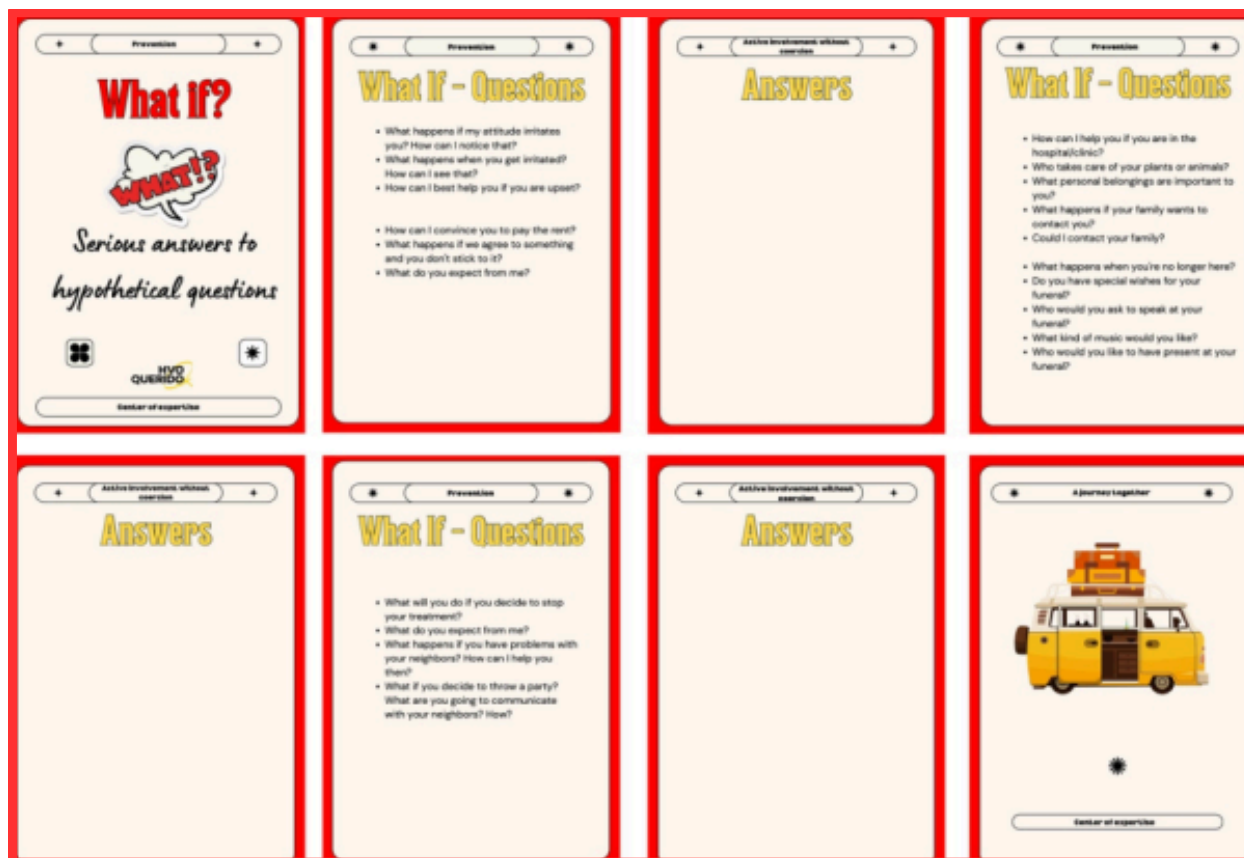 Prevention
What if?
WHAT!?
Serious answers to
hypothetical questions
HVO
QUERIDO
Center of expertise
Prevention
What If - Questions
• What happens if my attitude irritates
you? How can I notice that?
• What happens when you get irritated?
How can I see that?
• How can I best help you if you are upset?
• How can I convince you to pay the rent?
• What happens if we agree to something
and you don't stick to it?
• What do you expect from me?
Active involvement without
coercion
Answers
Prevention
What If - Questions
• How can I help you if you are in the
hospital/clinic?
• Who takes care of your plants or animals?
• What personal belongings are important to
you?
• What happens if your family wants to
contact you?
• Could I contact your family?
• What happens when you're no longer here?
• Do you have special wishes for your
funeral?
• Who would you ask to speak at your
funeral?
• What kind of music would you like?
• Who would you like to have present at your
funeral?
Active involvement without
coercion
Answers
Prevention
What If - Questions
• What will you do if you decide to stop
your treatment?
• What do you expect from me?
• What happens if you have problems with
your neighbors? How can I help you
then?
• What if you decide to throw a party?
What are you going to communicate
with your neighbors? How?
Active involvement without
coercion
Answers
A journey together
Center of expertise